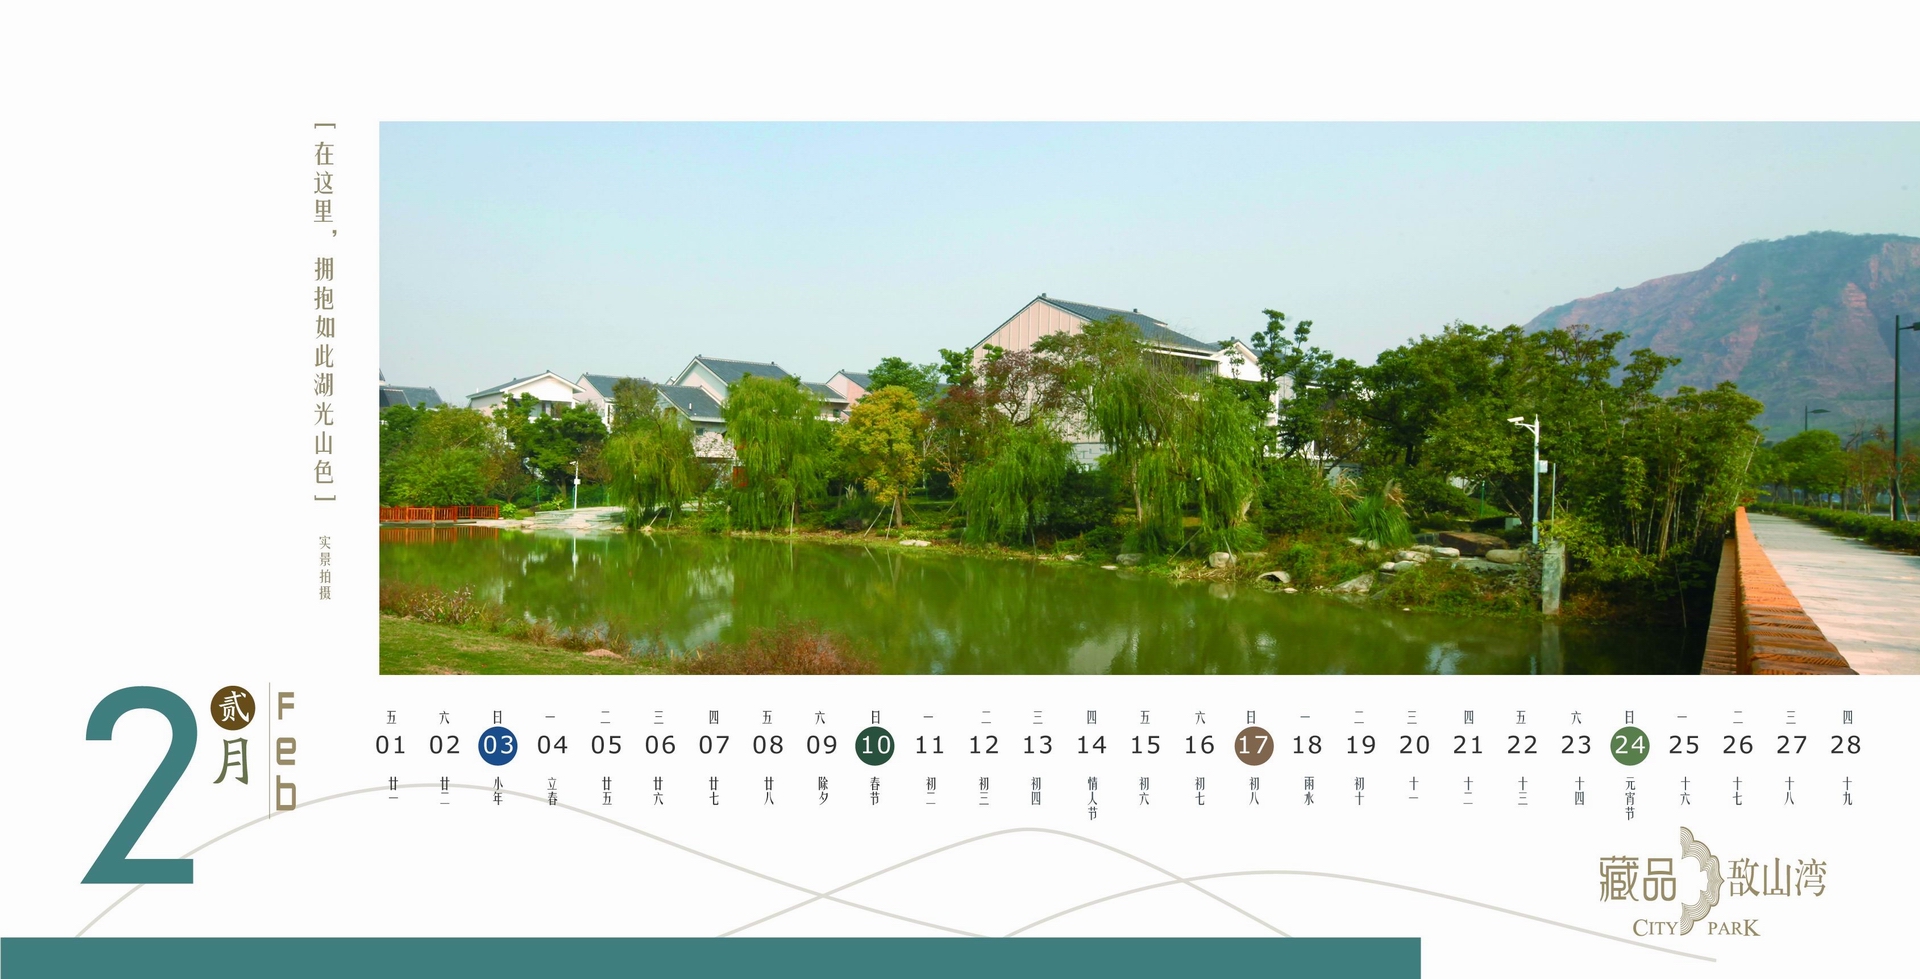 [在这里，拥抱如此湖光山色]
实景拍摄
2
贰月
Feb
五 六 日 一 二 三 四 五 六 日 一 二 三 四 五 六 日 一 二 三 四 五 六 日 一 二 三 四
01 02 03 04 05 06 07 08 09 10 11 12 13 14 15 16 17 18 19 20 21 22 23 24 25 26 27 28
廿一 廿二 小年 立春 廿五 廿六 廿七 廿八 除夕 春节 初二 初三 初四 情人节 初六 初七 初八 雨水 初十 十一 十二 十三 十四 元宵节 十六 十七 十八 十九
藏品 敔山湾
CITY PARK